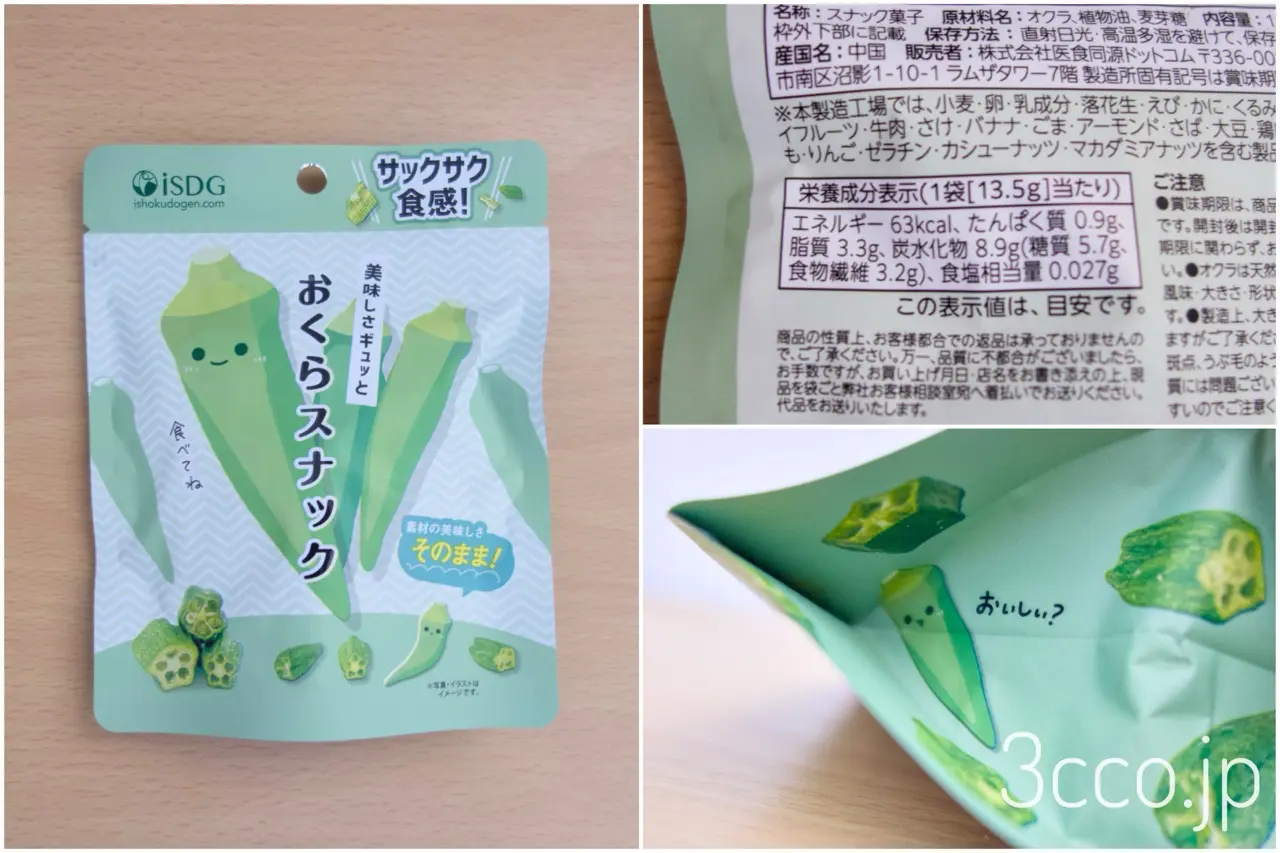 iSDG
ishokudogen.com
サックサク
食感!
美味しさギュッと
おくらスナック
食べてね
素材の美味しさ
そのまま!
※写真・イラストは
イメージです。
名称：スナック菓子 原材料名：オクラ、植物油、麦芽糖 内容量：1
枠外下部に記載 保存方法：直射日光・高温多湿を避けて、保存
産国名：中国 販売者：株式会社医食同源ドットコム 〒336-00
市南区沼影1-10-1 ラムザタワー7階 製造所固有記号は賞味期
※本製造工場では、小麦・卵・乳成分・落花生・えび・かに・くるみ
イフルーツ・牛肉・さけ・バナナ・ごま・アーモンド・さば・大豆・鶏
も・りんご・ゼラチン・カシューナッツ・マカダミアナッツを含む製品
栄養成分表示(1袋[13.5g]当たり)
エネルギー 63kcal、たんぱく質 0.9g、
脂質 3.3g、炭水化物 8.9g(糖質 5.7g、
食物繊維 3.2g)、食塩相当量 0.027g
この表示値は、目安です。
商品の性質上、お客様都合での返品は承っておりませんの
で、ご了承ください。万一、品質に不都合がございましたら、
お手数ですが、お買い上げ月日・店名をお書き添えの上、現
品を袋ごと弊社お客様相談室宛へ着払いでお送りください。
代品をお送りいたします。
ご注意
●賞味期限は、商品
です。開封後は開封
期限に関わらず、お
い。●オクラは天然
風味・大きさ・形状
す。●製造上、大き
ますがご了承くださ
斑点、うぶ毛のよう
質には問題ござい
すいのでご注意く
おいしい?
3cco.jp